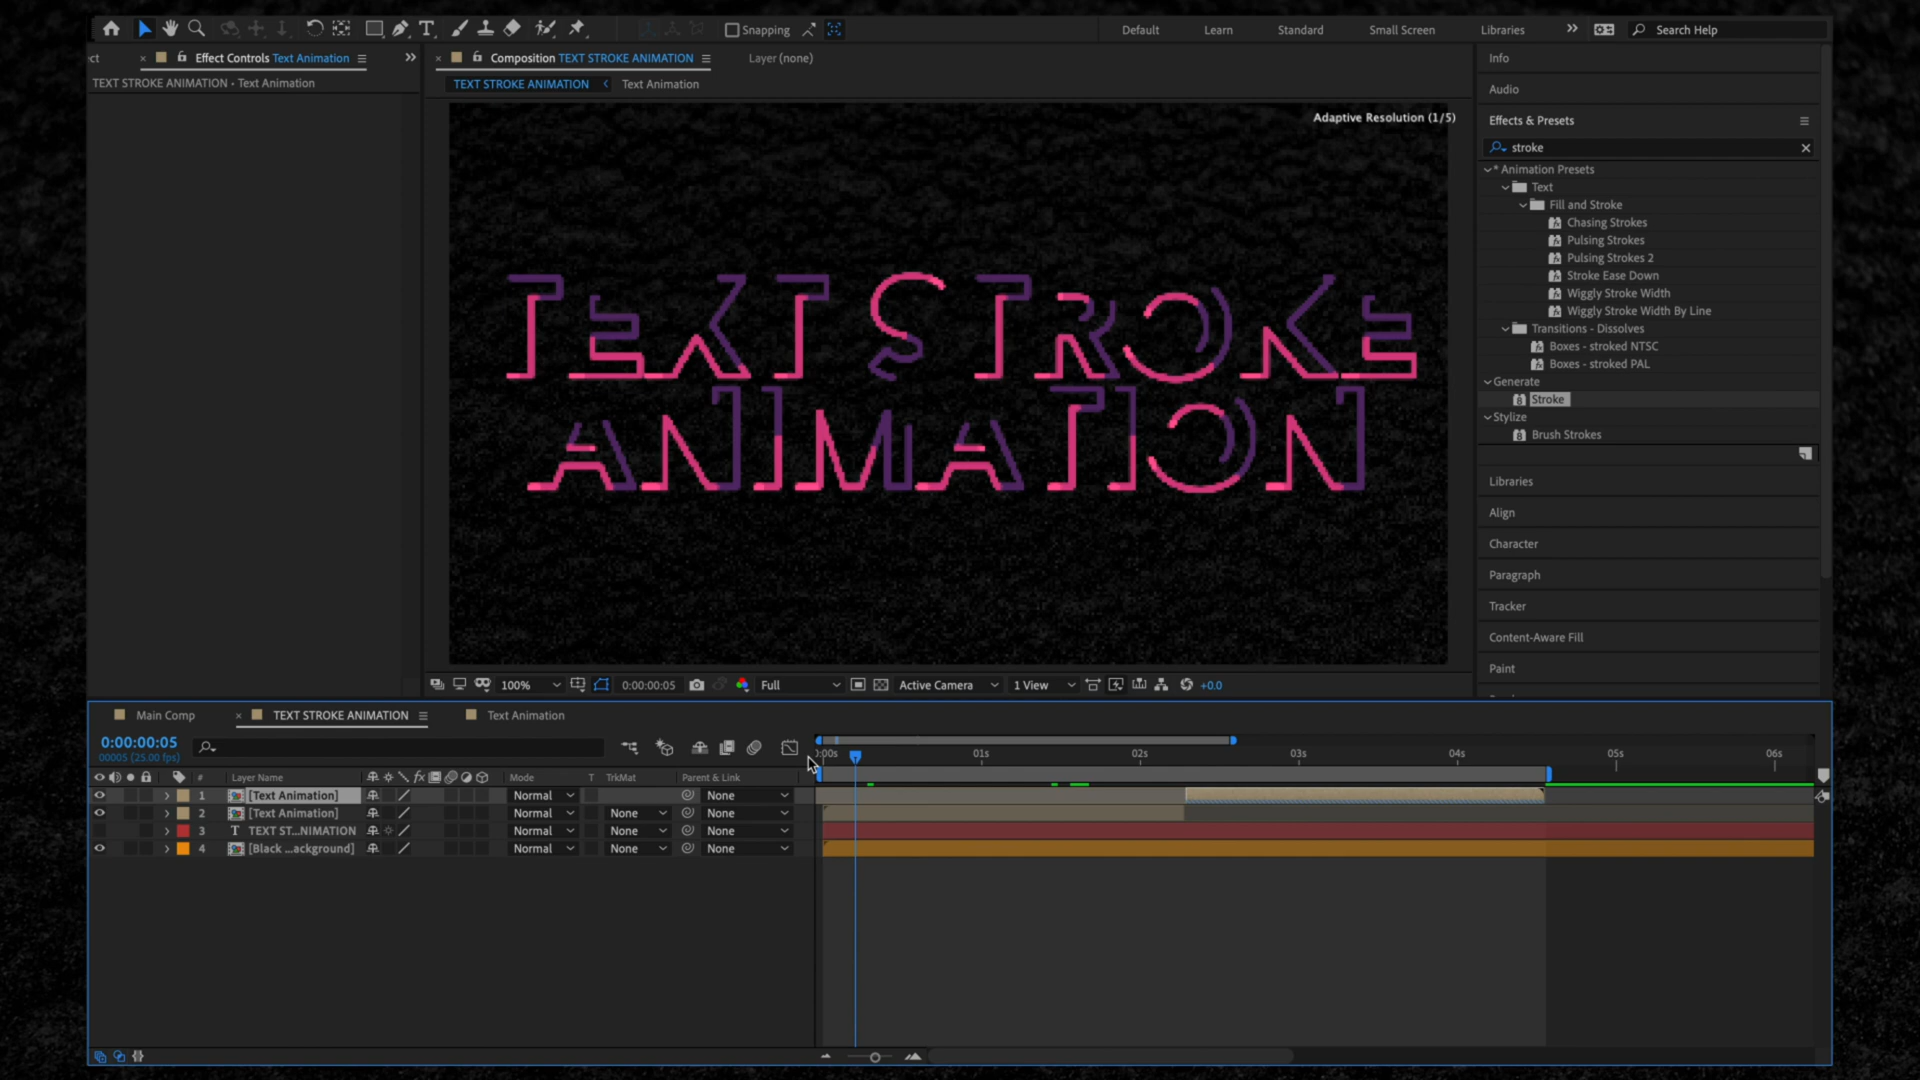 Snapping
Default
Learn
Standard
Small Screen
Libraries
Search Help
ct
Effect Controls Text Animation
Composition TEXT STROKE ANIMATION
Layer (none)
Info
TEXT STROKE ANIMATION • Text Animation
TEXT STROKE ANIMATION
Text Animation
Audio
Adaptive Resolution (1/5)
Effects & Presets
stroke
* Animation Presets
Text
Fill and Stroke
Chasing Strokes
Pulsing Strokes
Pulsing Strokes 2
Stroke Ease Down
Wiggly Stroke Width
Wiggly Stroke Width By Line
Transitions - Dissolves
Boxes - stroked NTSC
Boxes - stroked PAL
Generate
Stroke
Stylize
Brush Strokes
Libraries
Align
Character
Paragraph
Tracker
Content-Aware Fill
Paint
TEXT STROKE
ANIMATION
100%
0:00:00:05
Full
Active Camera
1 View
+0.0
Main Comp
TEXT STROKE ANIMATION
Text Animation
0:00:00:05
00005 (25.00 fps)
:00s
01s
02s
03s
04s
05s
06s
# Layer Name
fx
Mode
T TrkMat
Parent & Link
1 [Text Animation] Normal None
2 [Text Animation] Normal None None
3 T TEXT ST...NIMATION Normal None None
4 [Black ...ackground] Normal None None